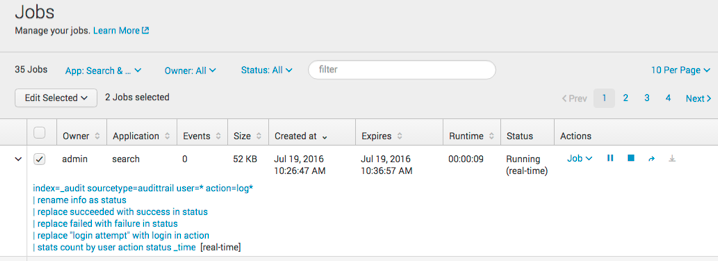 Jobs
Manage your jobs. Learn More
35 Jobs App: Search & ... Owner: All Status: All filter 10 Per Page
Edit Selected 2 Jobs selected < Prev 1 2 3 4 Next >
Owner Application Events Size Created at Expires Runtime Status Actions
admin search 0 52 KB Jul 19, 2016 Jul 19, 2016 00:00:09 Running Job
10:26:47 AM 10:36:57 AM (real-time)
index=_audit sourcetype=audittrail user=* action=log*
| rename info as status
| replace succeeded with success in status
| replace failed with failure in status
| replace "login attempt" with login in action
| stats count by user action status _time [real-time]